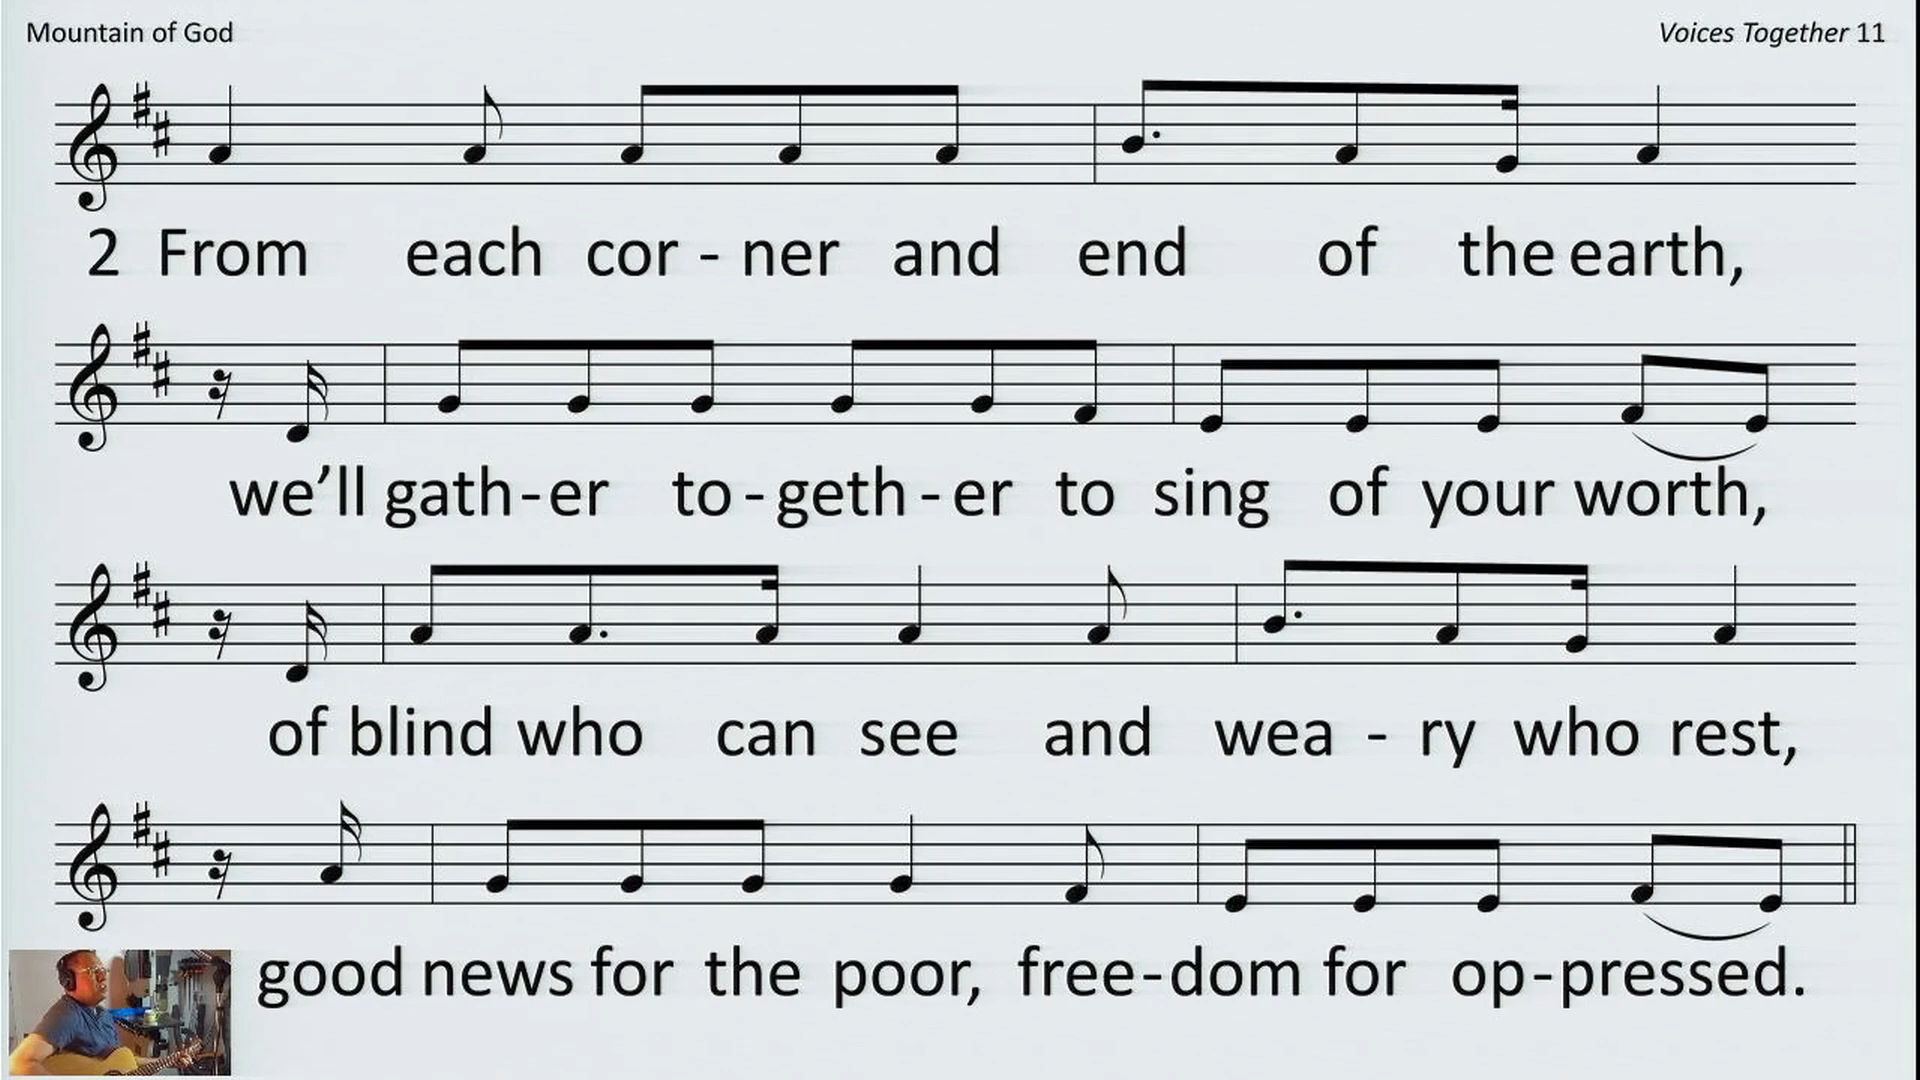 Mountain of God
Voices Together 11
2 From each cor - ner and end of the earth,
we’ll gath - er to - geth - er to sing of your worth,
of blind who can see and wea - ry who rest,
good news for the poor, free - dom for op - pressed.